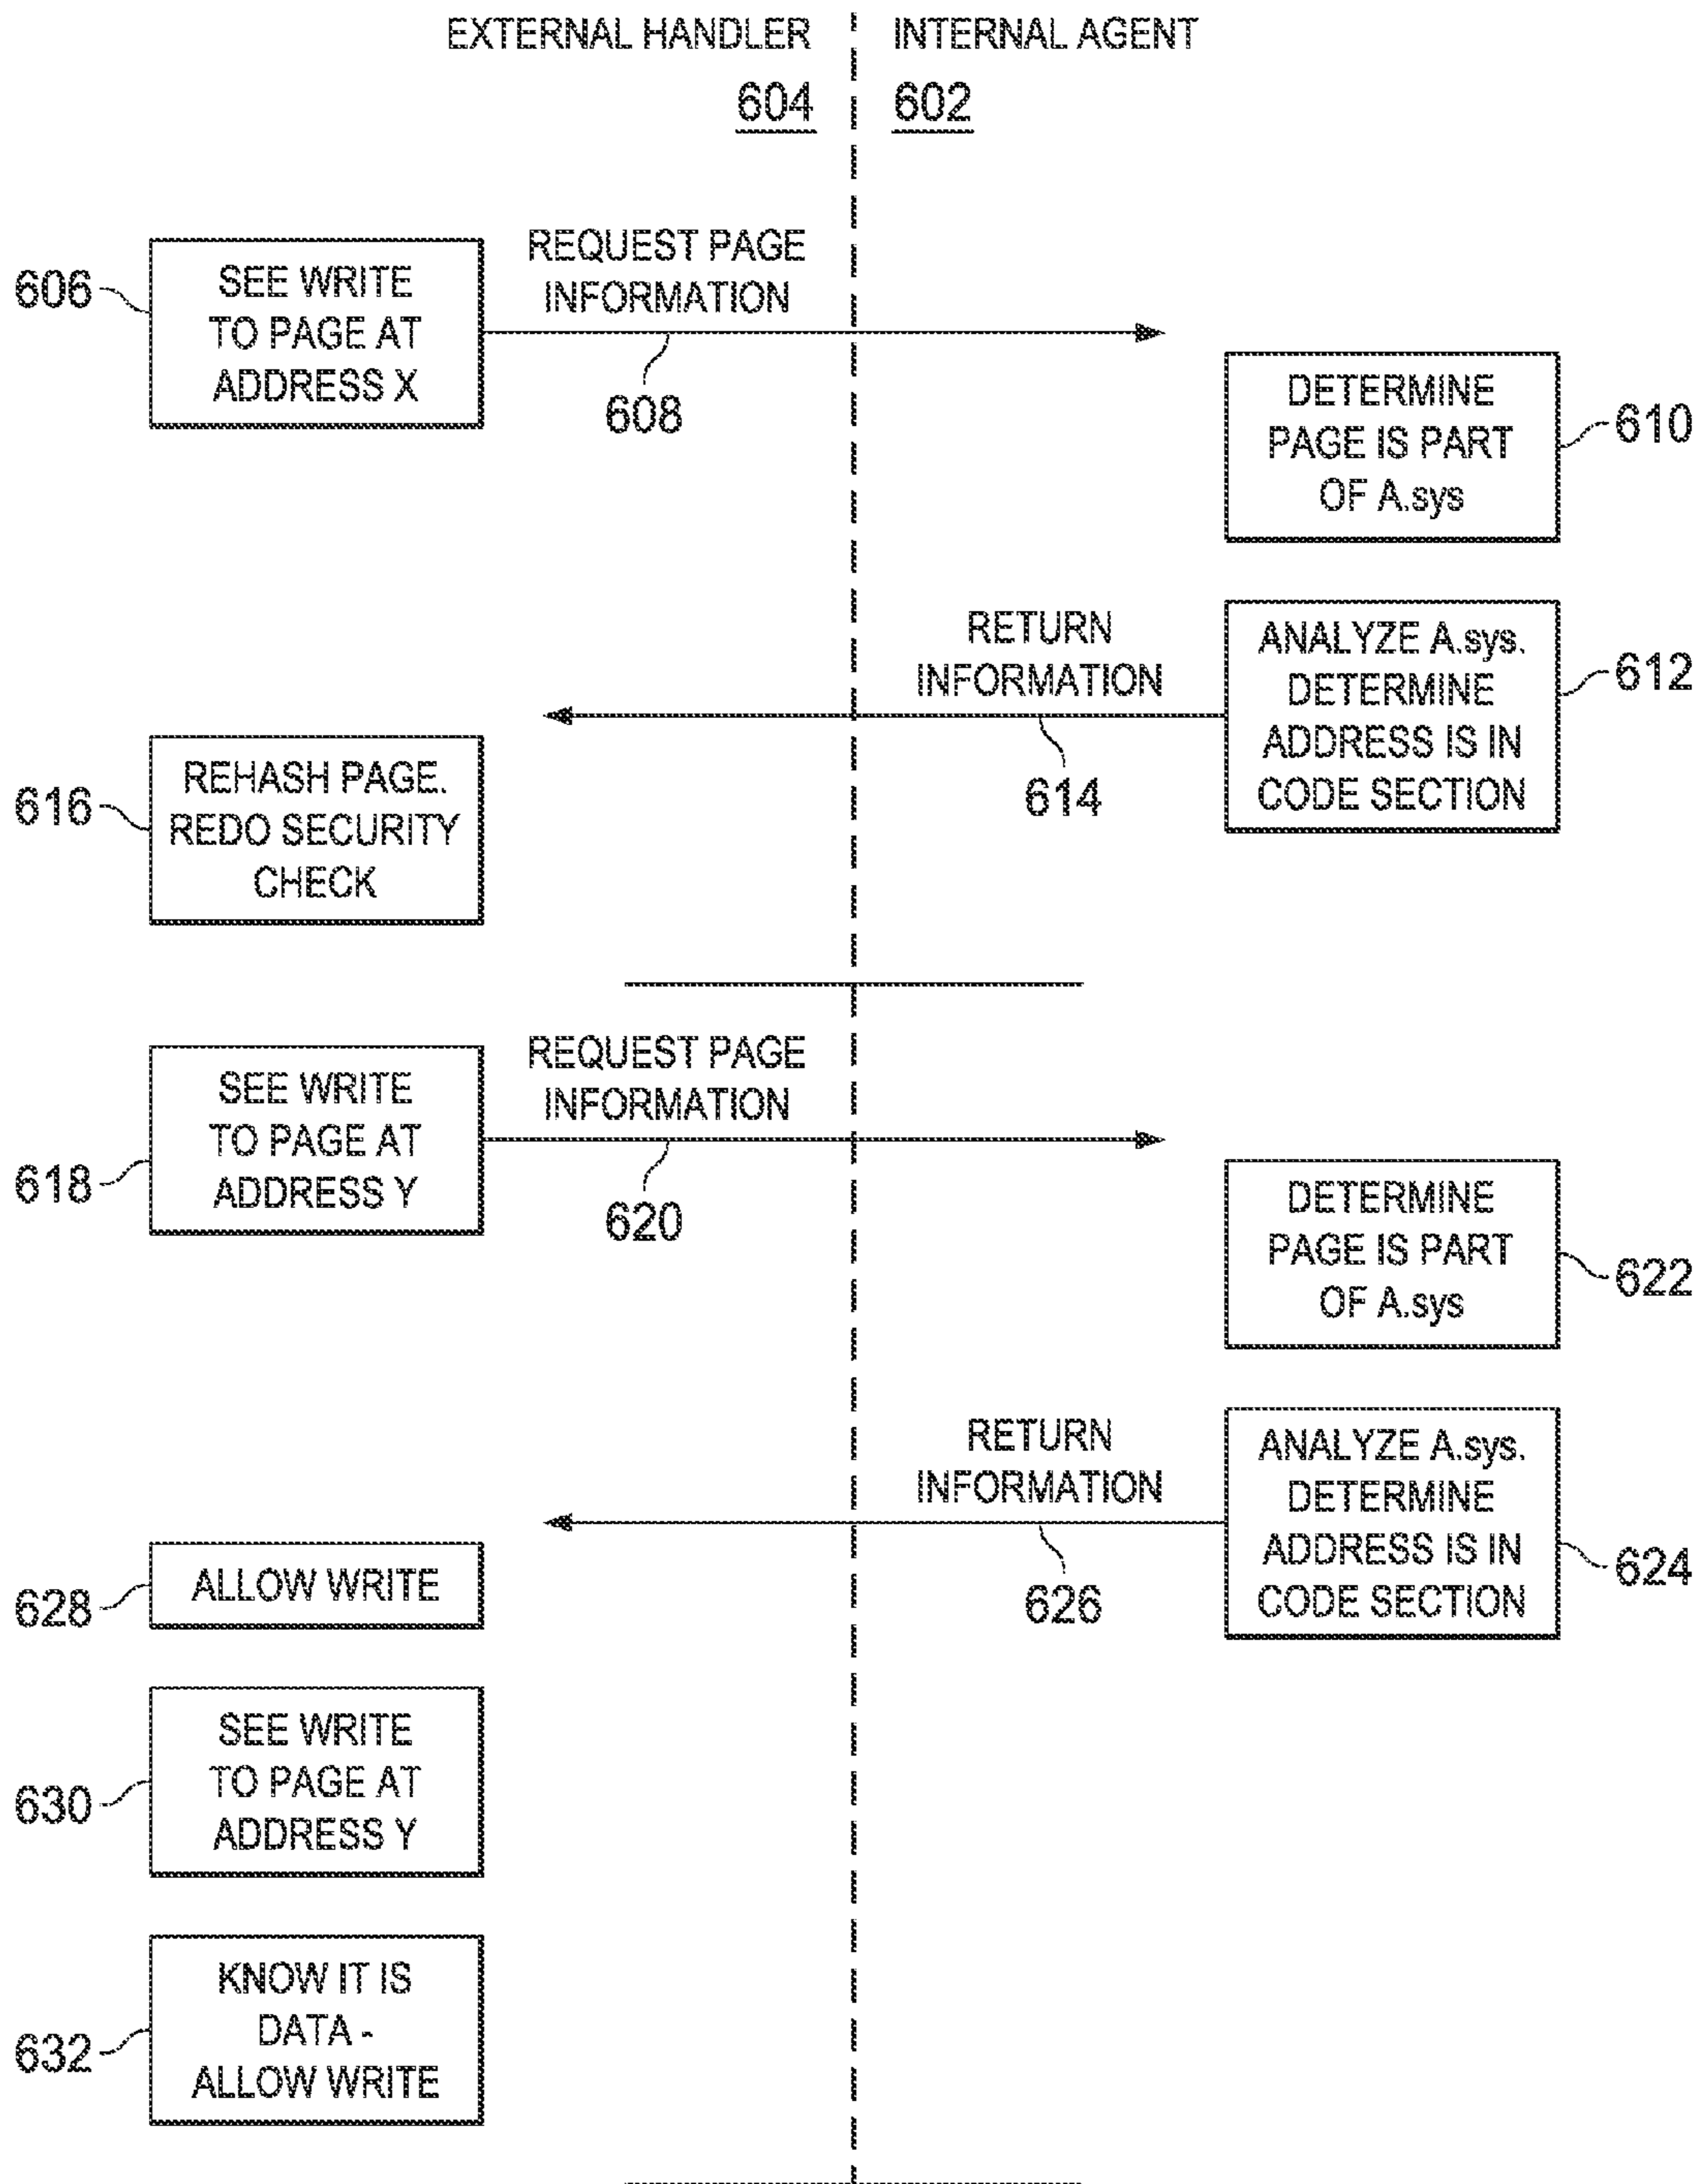 EXTERNAL HANDLER
604
INTERNAL AGENT
602
606
SEE WRITE
TO PAGE AT
ADDRESS X
REQUEST PAGE
INFORMATION
608
DETERMINE
PAGE IS PART
OF A.sys
610
RETURN
INFORMATION
614
ANALYZE A.sys.
DETERMINE
ADDRESS IS IN
CODE SECTION
612
616
REHASH PAGE.
REDO SECURITY
CHECK
618
SEE WRITE
TO PAGE AT
ADDRESS Y
REQUEST PAGE
INFORMATION
620
DETERMINE
PAGE IS PART
OF A.sys
622
RETURN
INFORMATION
626
ANALYZE A.sys.
DETERMINE
ADDRESS IS IN
CODE SECTION
624
628
ALLOW WRITE
630
SEE WRITE
TO PAGE AT
ADDRESS Y
632
KNOW IT IS
DATA -
ALLOW WRITE